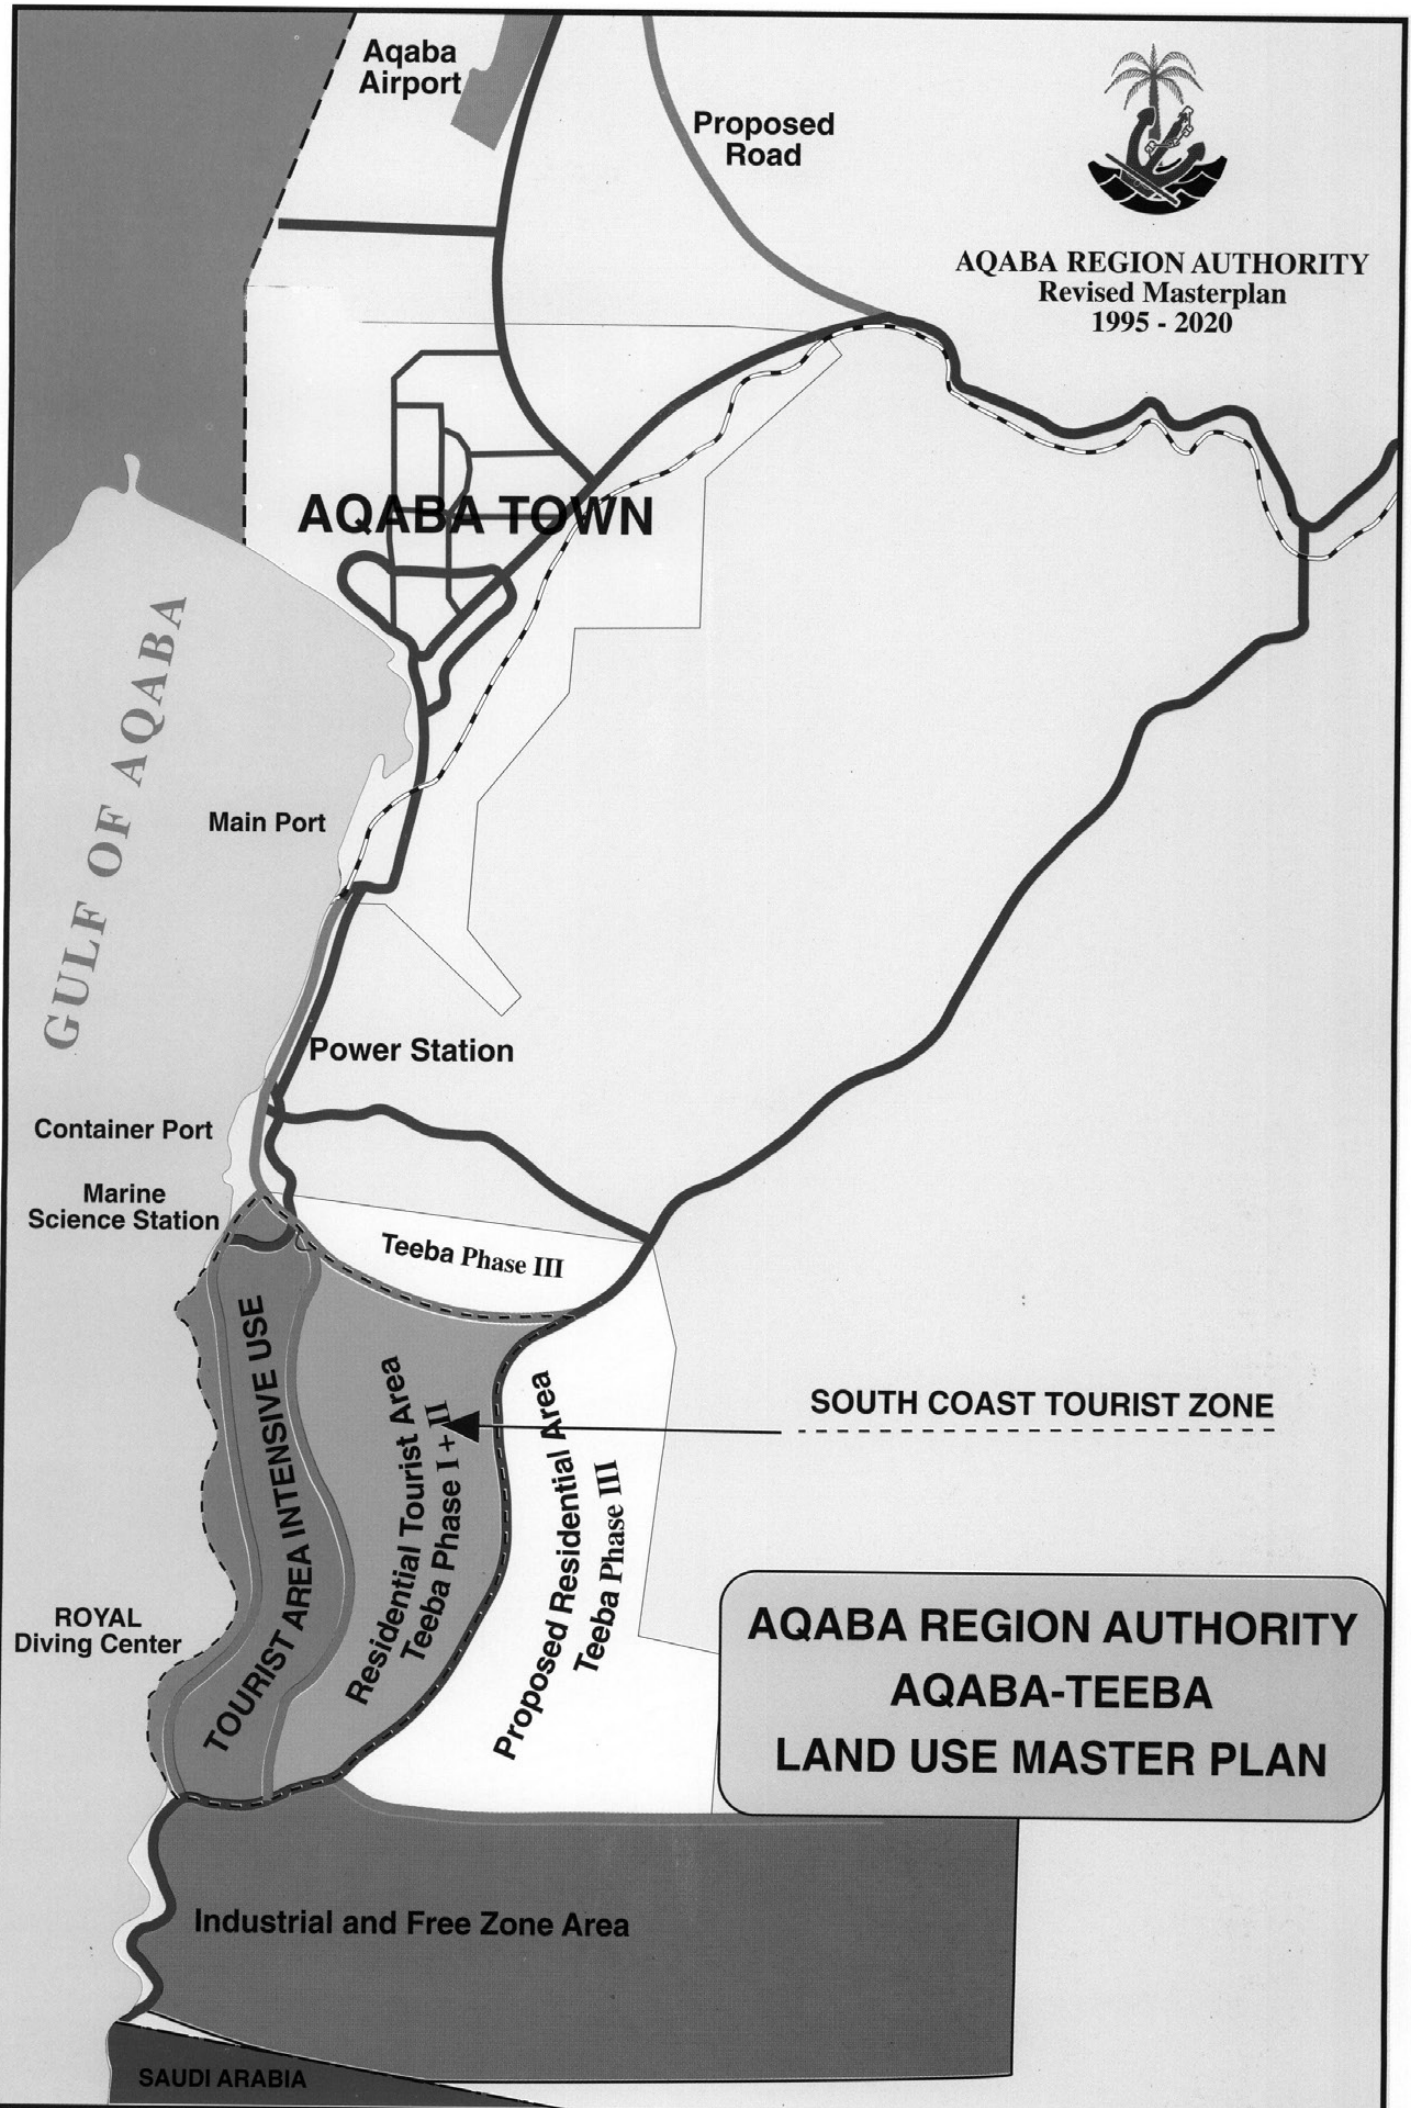 Aqaba
Airport
Proposed
Road
AQABA REGION AUTHORITY
Revised Masterplan
1995 - 2020
AQABA TOWN
GULF OF AQABA
Main Port
Power Station
Container Port
Marine
Science Station
Teeba Phase III
TOURIST AREA INTENSIVE USE
Residential Tourist Area
Teeba Phase I + II
Proposed Residential Area
Teeba Phase III
SOUTH COAST TOURIST ZONE
ROYAL
Diving Center
AQABA REGION AUTHORITY
AQABA-TEEBA
LAND USE MASTER PLAN
Industrial and Free Zone Area
SAUDI ARABIA